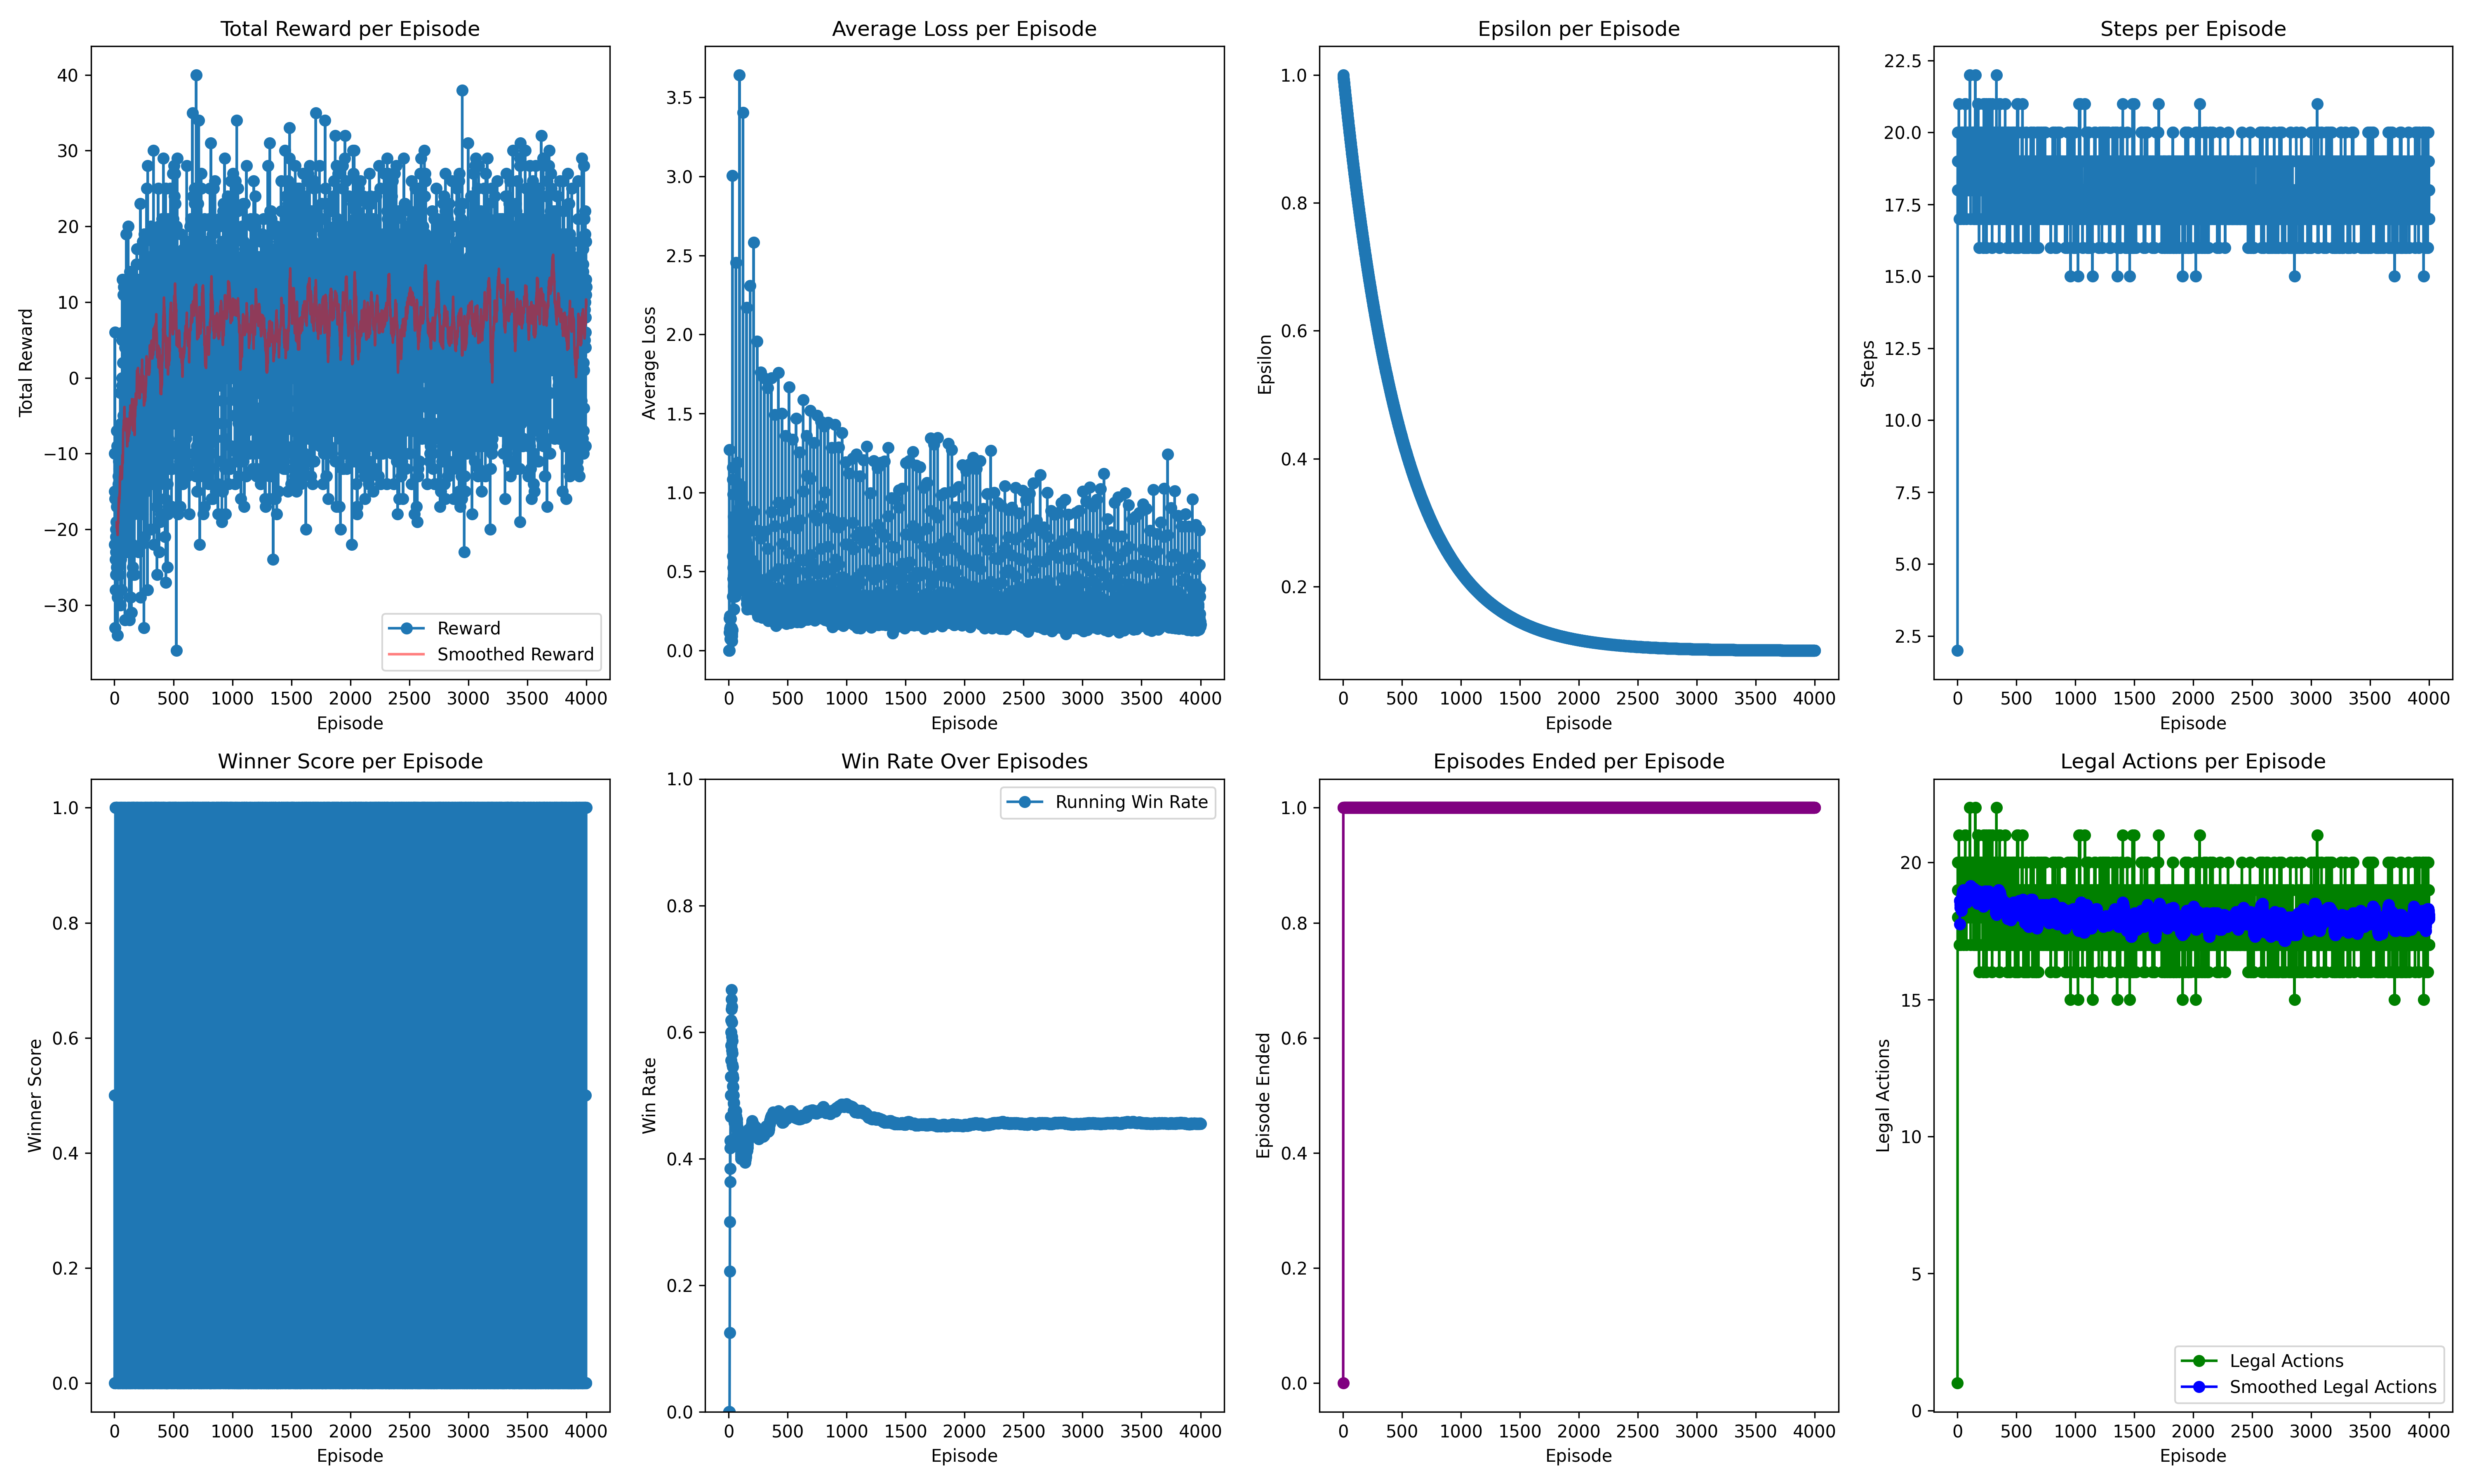 Total Reward per Episode
40
30
20
10
0
−10
−20
−30
Total Reward
Reward
Smoothed Reward
0 500 1000 1500 2000 2500 3000 3500 4000
Episode
Average Loss per Episode
3.5
3.0
2.5
2.0
1.5
1.0
0.5
0.0
Average Loss
0 500 1000 1500 2000 2500 3000 3500 4000
Episode
Epsilon per Episode
1.0
0.8
0.6
0.4
0.2
Epsilon
0 500 1000 1500 2000 2500 3000 3500 4000
Episode
Steps per Episode
22.5
20.0
17.5
15.0
12.5
10.0
7.5
5.0
2.5
Steps
0 500 1000 1500 2000 2500 3000 3500 4000
Episode
Winner Score per Episode
1.0
0.8
0.6
0.4
0.2
0.0
Winner Score
0 500 1000 1500 2000 2500 3000 3500 4000
Episode
Win Rate Over Episodes
1.0
0.8
0.6
0.4
0.2
0.0
Win Rate
Running Win Rate
0 500 1000 1500 2000 2500 3000 3500 4000
Episode
Episodes Ended per Episode
1.0
0.8
0.6
0.4
0.2
0.0
Episode Ended
0 500 1000 1500 2000 2500 3000 3500 4000
Episode
Legal Actions per Episode
20
15
10
5
0
Legal Actions
Legal Actions
Smoothed Legal Actions
0 500 1000 1500 2000 2500 3000 3500 4000
Episode